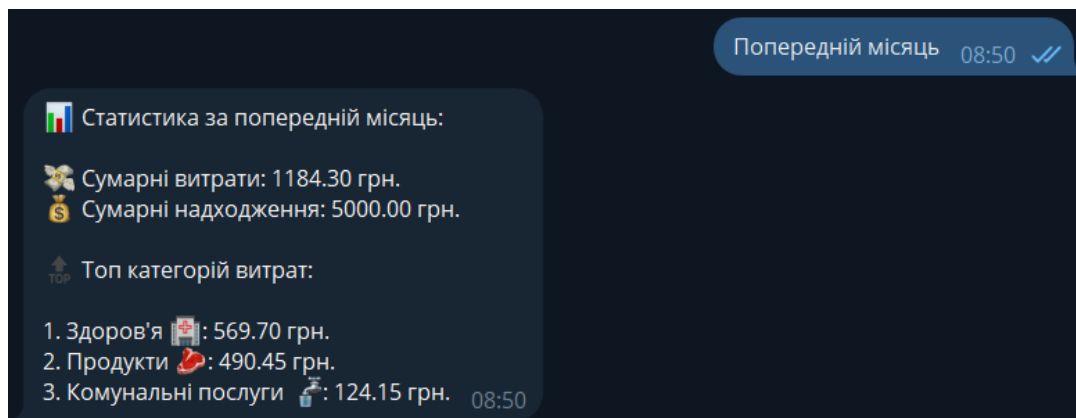 Попередній місяць 08:50
📊 Статистика за попередній місяць:
💸 Сумарні витрати: 1184.30 грн.
💰 Сумарні надходження: 5000.00 грн.
🔝 Топ категорій витрат:
1. Здоров'я 🏥: 569.70 грн.
2. Продукти 🥩: 490.45 грн.
3. Комунальні послуги 🚰: 124.15 грн. 08:50